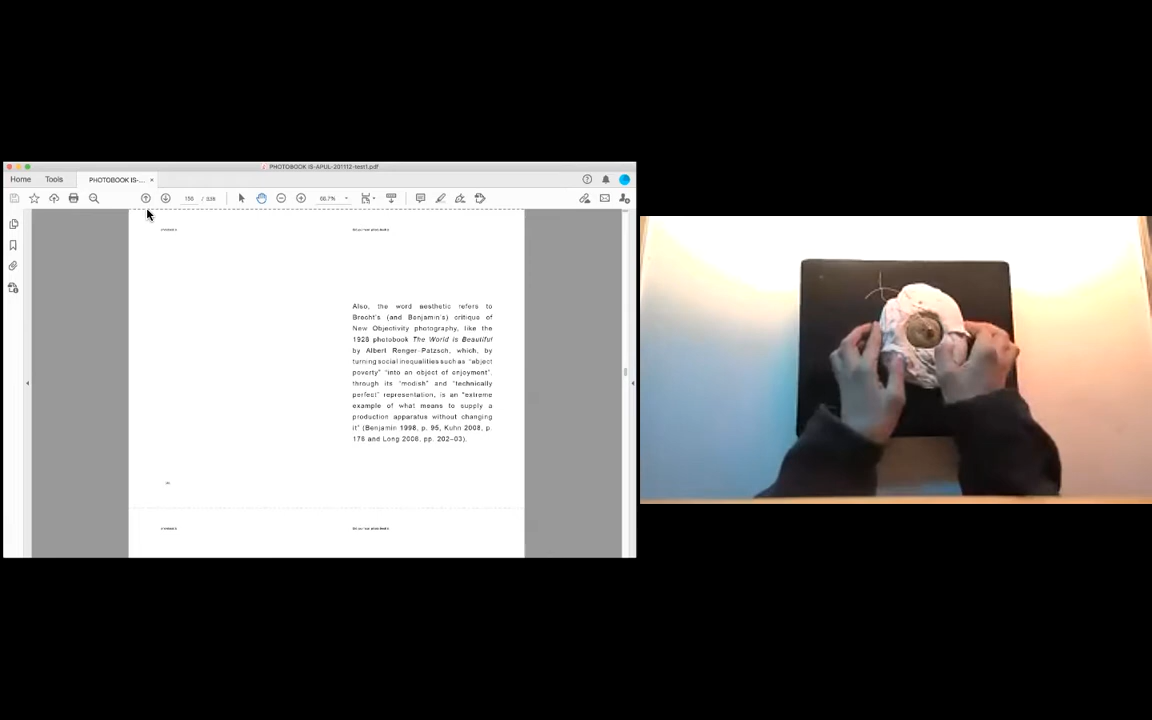 PHOTOBOOK IS-APUL-201112-test1.pdf
Home Tools PHOTOBOOK IS-... ×
66.7%
Also, the word aesthetic refers to
Brecht's (and Benjamin's) critique of
New Objectivity photography, like the
1928 photobook The World is Beautiful
by Albert Renger-Patzsch, which, by
turning social inequalities such as "object
poverty" "into an object of enjoyment",
through its "modish" and "technically
perfect" representation, is an "extreme
example of what means to supply a
production apparatus without changing
it" (Benjamin 1998, p. 95, Kuhn 2008, p.
178 and Long 2008, pp. 202–03).